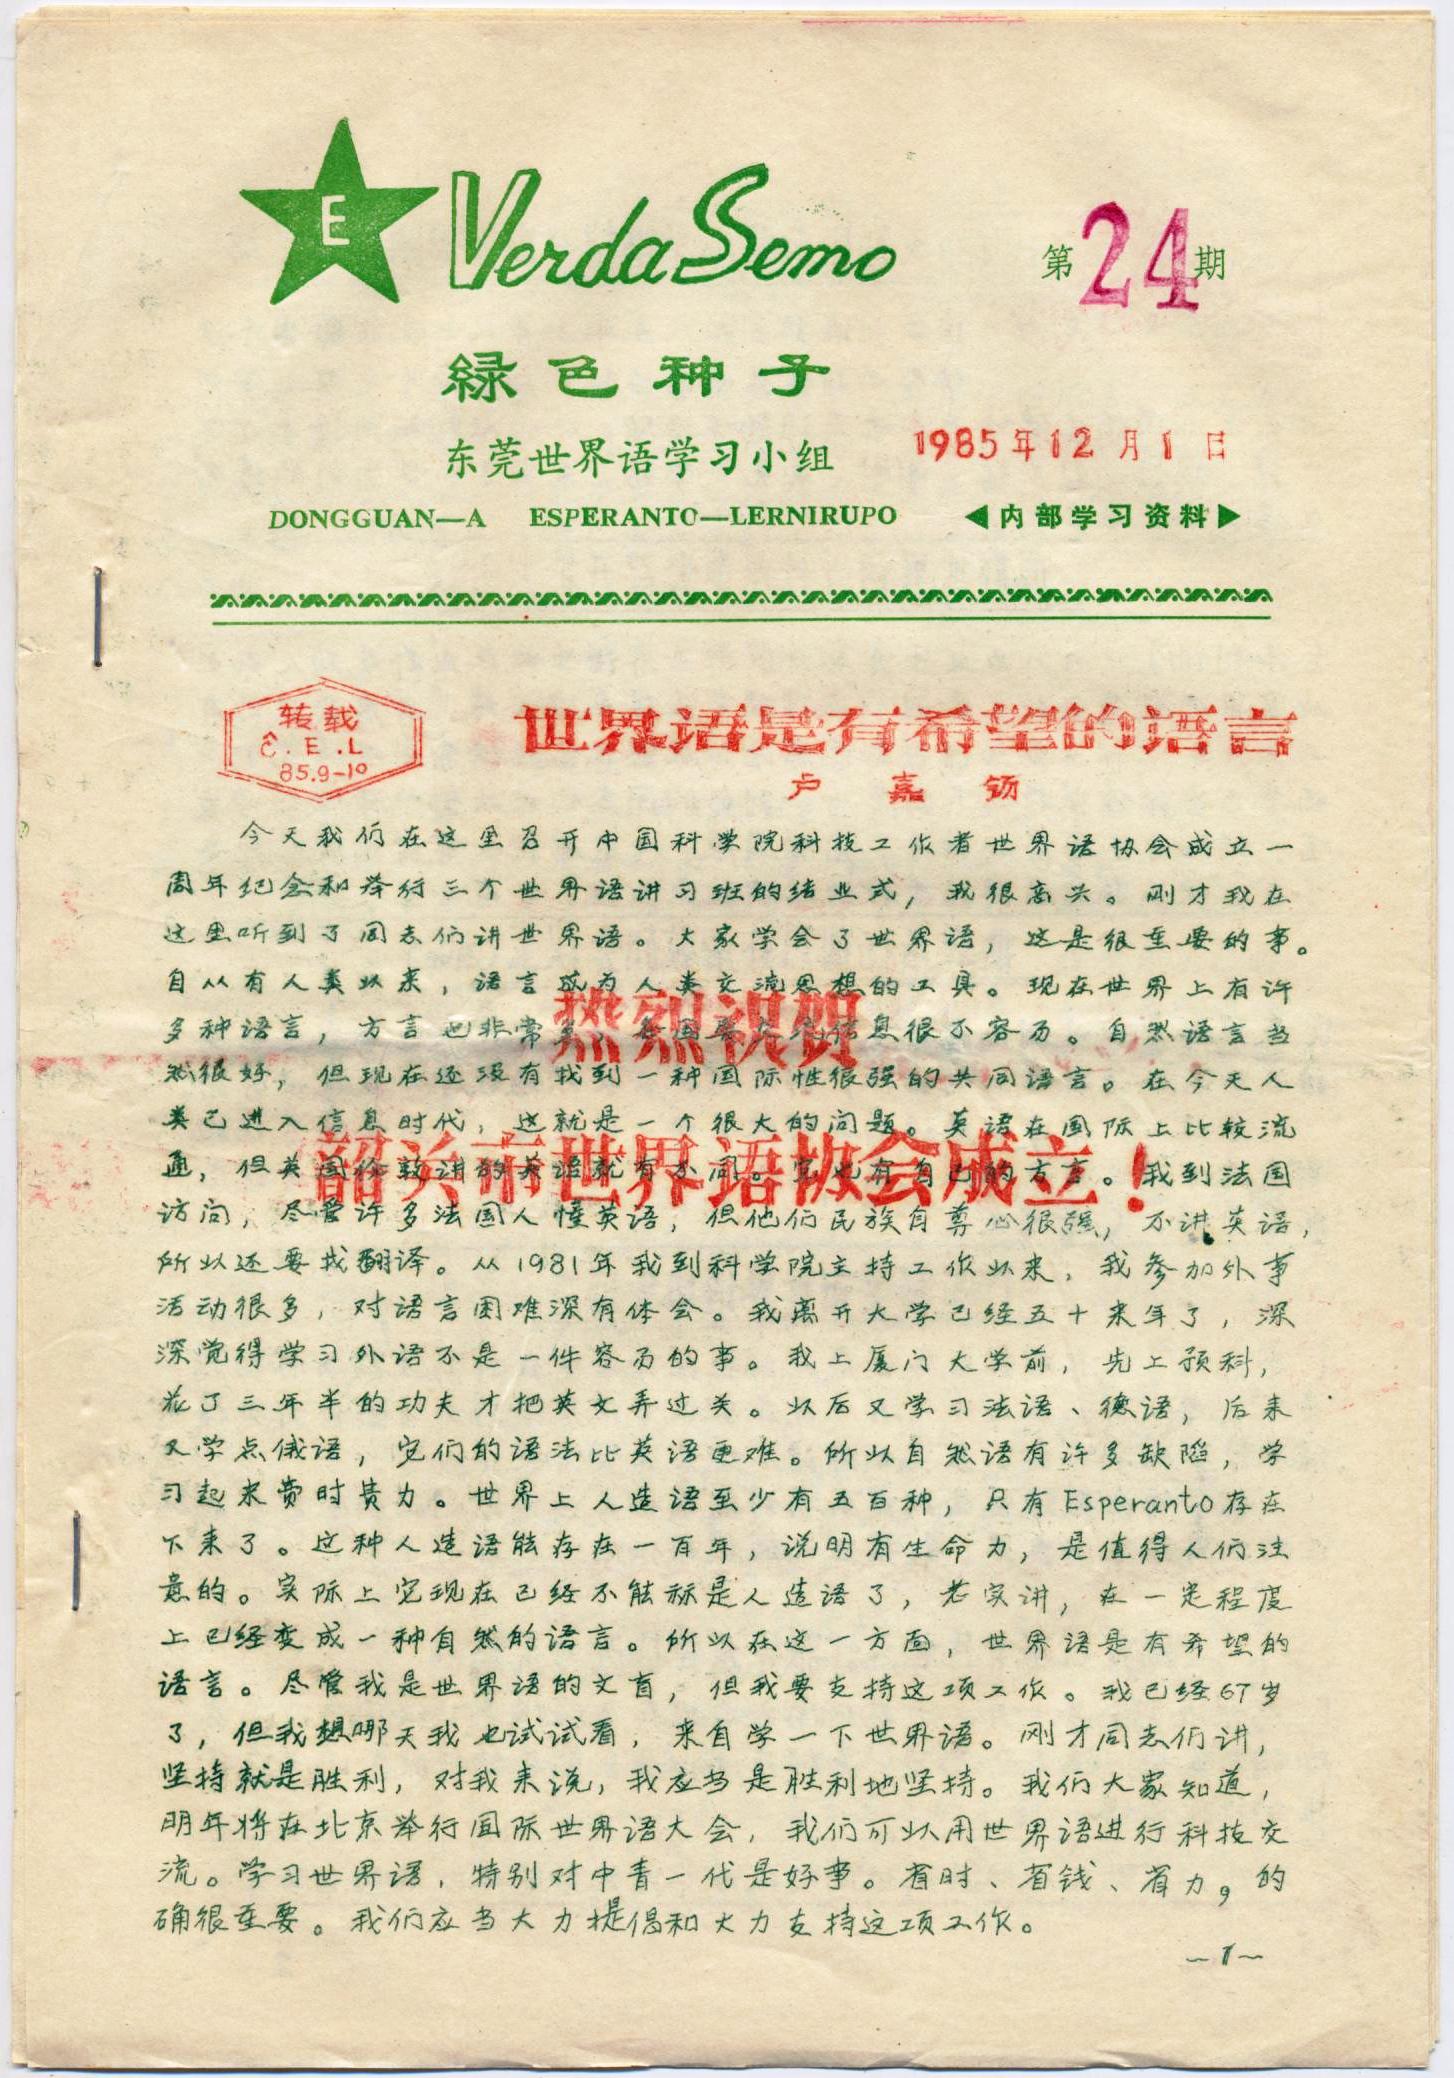 E
Verda Semo
第24期
緑色种子
东莞世界语学习小组
1985年12月1日
DONGGUAN—A ESPERANTO—LERNIRUPO
◀内部学习资料▶
转载
Ĉ.E.L
85.9-10
世界语是有希望的语言
卢嘉锡
今天我们在这里召开中国科学院科技工作者世界语协会成立一
周年纪念和举行三个世界语讲习班的结业式，我很高兴。刚才我在
这里听到了同志们讲世界语。大家学会了世界语，这是很重要的事。
自从有人类以来，语言成为人类交流思想的工具。现在世界上有许
多种语言，方言也非常多，各国要交流信息很不容易。自然语言当
然很好，但现在还没有找到一种国际性很强的共同语言。在今天人
类已进入信息时代，这就是一个很大的问题。英语在国际上比较流
通，但英国伦敦讲的英语就有不同。它也有自己的方言。我到法国
访问，尽管许多法国人懂英语，但他们民族自尊心很强，不讲英语，
所以还要找翻译。从1981年我到科学院主持工作以来，我参加外事
活动很多，对语言困难深有体会。我离开大学已经五十来年了，深
深觉得学习外语不是一件容易的事。我上厦门大学前，先上预科，
花了三年半的功夫才把英文弄过关。以后又学习法语、德语，后来
又学点俄语，它们的语法比英语更难。所以自然语有许多缺陷，学
习起来费时费力。世界上人造语至少有五百种，只有Esperanto存在
下来了。这种人造语能存在一百年，说明有生命力，是值得人们注
意的。实际上它现在已经不能称是人造语了，老实讲，在一定程度
上已经变成一种自然的语言。所以在这一方面，世界语是有希望的
语言。尽管我是世界语的文盲，但我要支持这项工作。我已经67岁
了，但我想哪天我也试试看，来自学一下世界语。刚才同志们讲，
坚持就是胜利，对我来说，我应当是胜利地坚持。我们大家知道，
明年将在北京举行国际世界语大会，我们可以用世界语进行科技交
流。学习世界语，特别对中青一代是好事。省时、省钱、省力，的
确很重要。我们应当大力提倡和大力支持这项工作。
热烈祝贺
韶关市世界语协会成立！
—1—